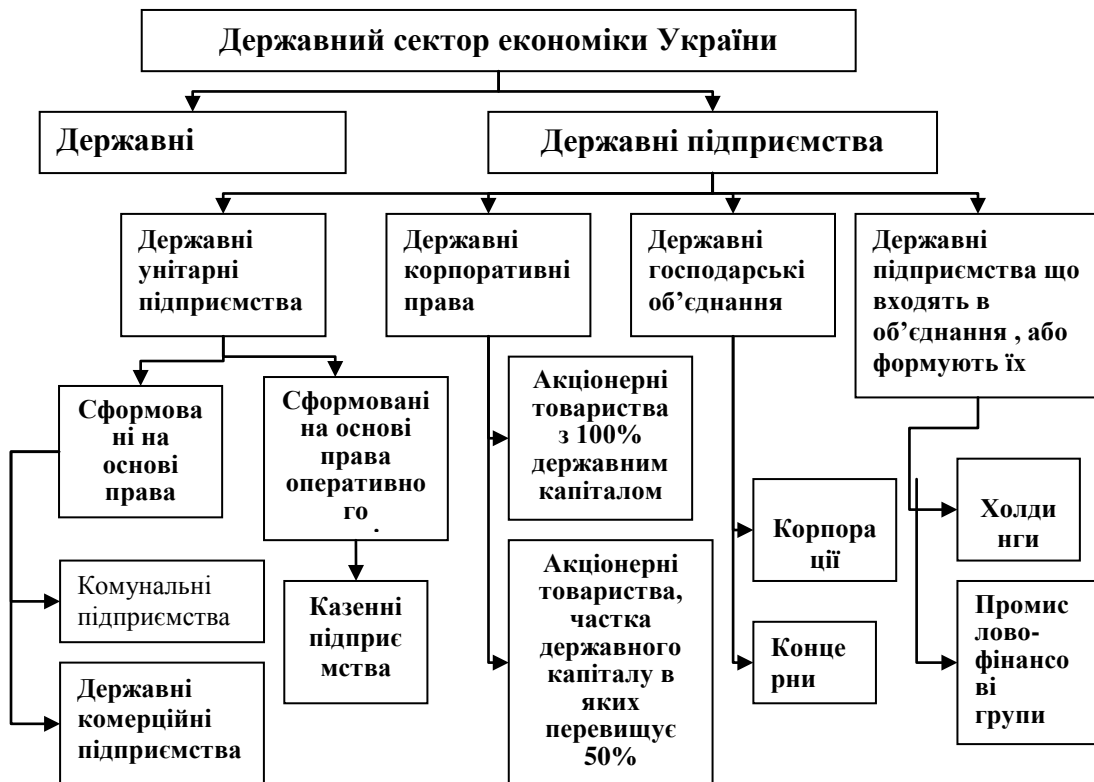 Державний сектор економіки України
Державні
Державні підприємства
Державні
унітарні
підприємства
Державні
корпоративні
права
Державні
господарські
об’єднання
Державні
підприємства що
входять в
об’єднання , або
формують їх
Сформова
ні на
основі
права
Сформовані
на основі
права
оперативно
го
Акціонерні
товариства
з 100%
державним
капіталом
Корпора
ції
Холди
нги
Комунальні
підприємства
Казенні
підприє
мства
Акціонерні
товариства,
частка
державного
капіталу в
яких
перевищує
50%
Конце
рни
Промис
лово-
фінансо
ві
групи
Державні
комерційні
підприємства